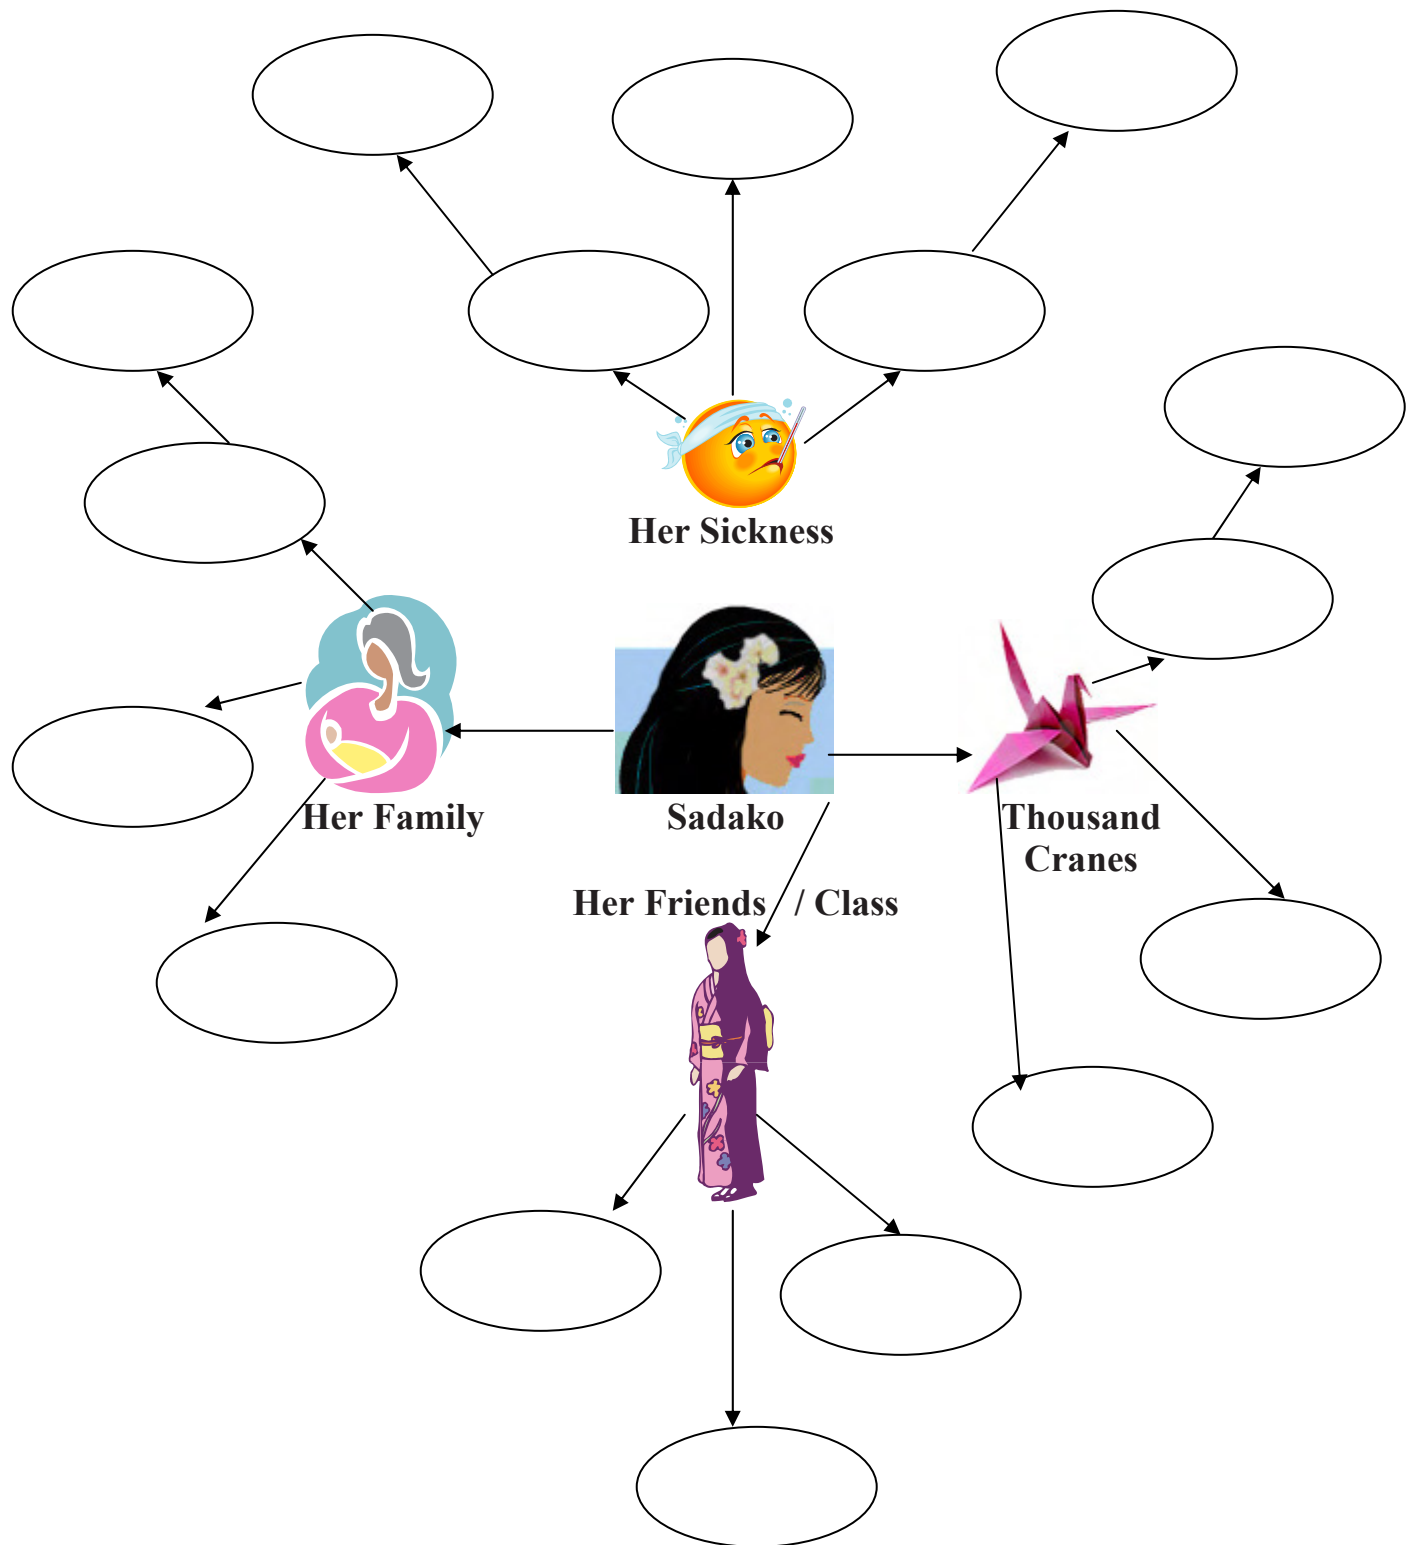 Her Sickness
Her Family
Sadako
Thousand
Cranes
Her Friends / Class